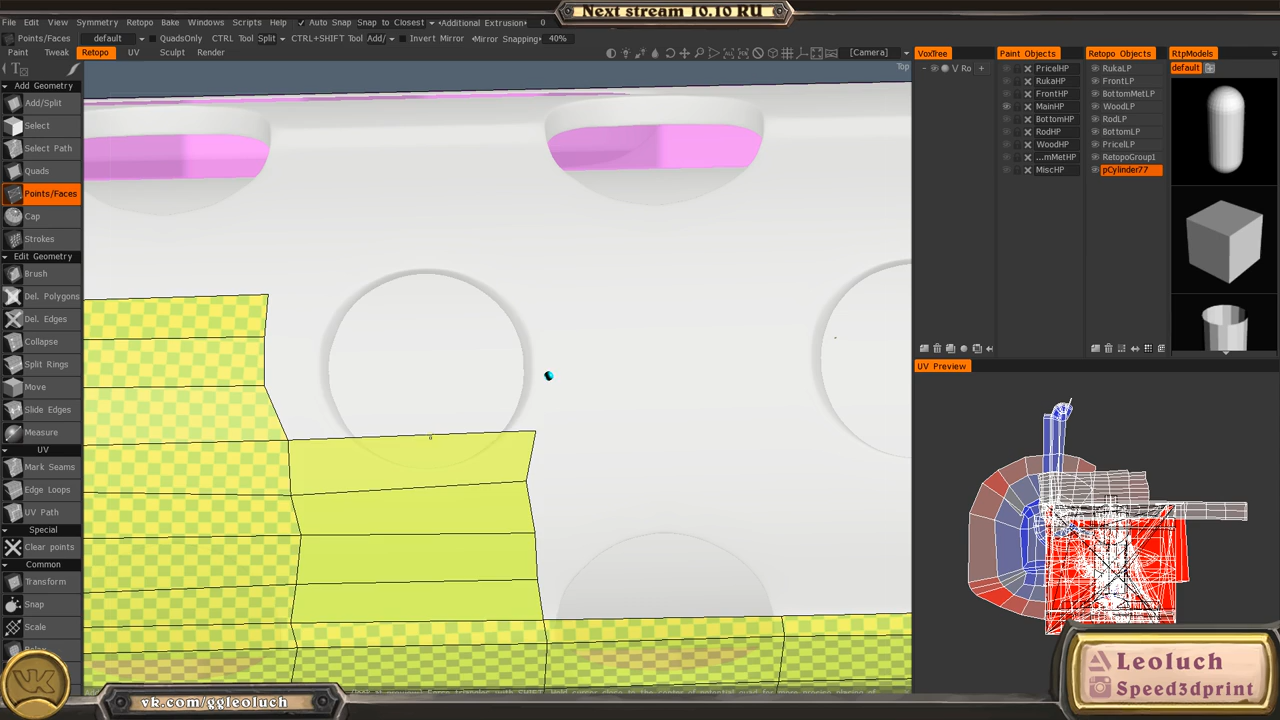 Next stream 10.10 RU
File Edit View Symmetry Retopo Bake Windows Scripts Help Auto Snap Snap to Closest Additional Extrusion 0
Points/Faces default QuadsOnly CTRL Tool Split CTRL+SHIFT Tool Add/ Invert Mirror Mirror Snapping 40%
Paint Tweak Retopo UV Sculpt Render [Camera]
Top
Add Geometry
Add/Split
Select
Select Path
Quads
Points/Faces
Cap
Strokes
Edit Geometry
Brush
Del. Polygons
Del. Edges
Collapse
Split Rings
Move
Slide Edges
Measure
UV
Mark Seams
Edge Loops
UV Path
Special
Clear points
Common
Transform
Snap
Scale
VoxTree
V Ro +
Paint Objects
PricelHP
RukaHP
FrontHP
MainHP
BottomHP
RodHP
WoodHP
...mMetHP
MiscHP
Retopo Objects
RukaLP
FrontLP
BottomMetLP
WoodLP
RodLP
BottomLP
PricelLP
RetopoGroup1
pCylinder77
RtpModels
default
UV Preview
Leoluch
Speed3dprint
vk.com/ggleoluch